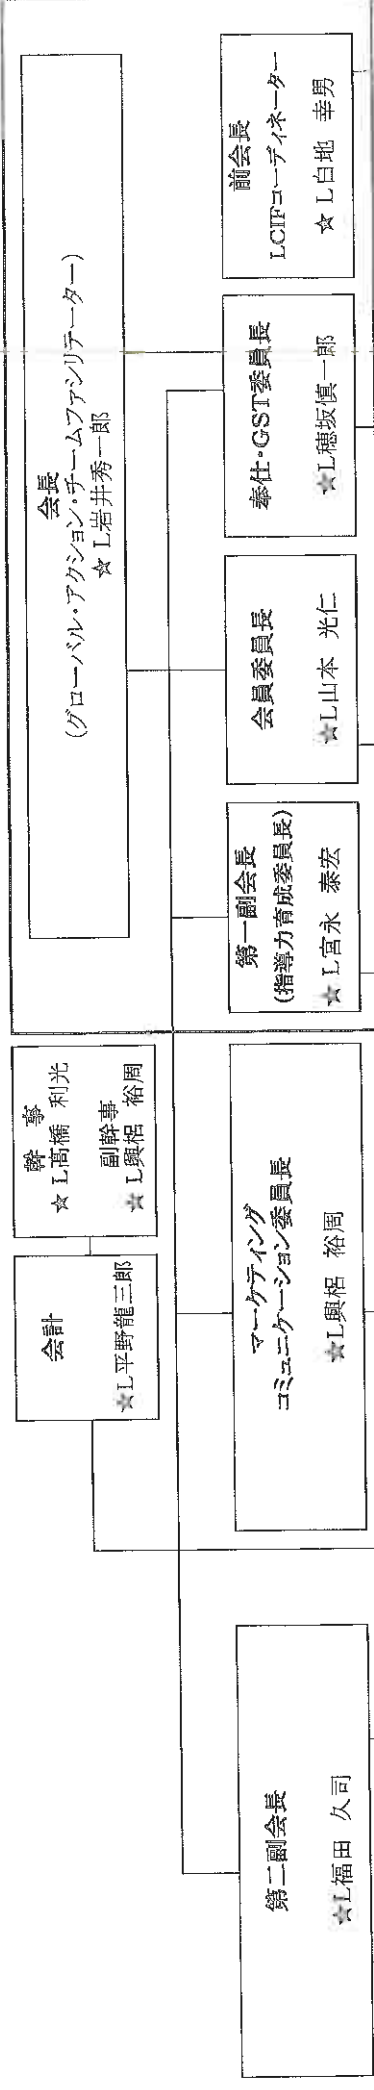 会長
(グローバル・アクション・チームファシリテーター)
☆ L岩井秀一郎
幹　事
☆ L髙橋 利光
副幹事
☆ L興梠 裕周
会計
☆L平野龍三郎
前会長
LCIFコーディネーター
☆ L白地 幸男
奉仕・GST委員長
☆L穂坂慎一郎
会員委員長
☆L山本 光仁
第一副会長
(指導力育成委員長)
☆ L宮永 泰宏
マーケティング
コミュニケーション委員長
☆L興梠 裕周
第二副会長
☆L福田 久司